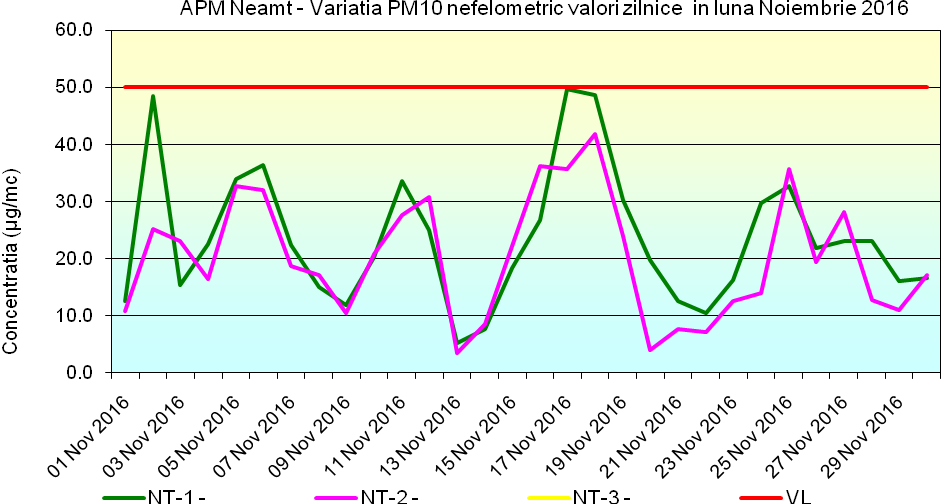 APM Neamt - Variatia PM10 nefelometric valori zilnice in luna Noiembrie 2016
60.0
50.0
40.0
30.0
20.0
10.0
0.0
Concentratia (µg/mc)
01 Nov 2016
03 Nov 2016
05 Nov 2016
07 Nov 2016
09 Nov 2016
11 Nov 2016
13 Nov 2016
15 Nov 2016
17 Nov 2016
19 Nov 2016
21 Nov 2016
23 Nov 2016
25 Nov 2016
27 Nov 2016
29 Nov 2016
NT-1 - NT-2 - NT-3 - VL